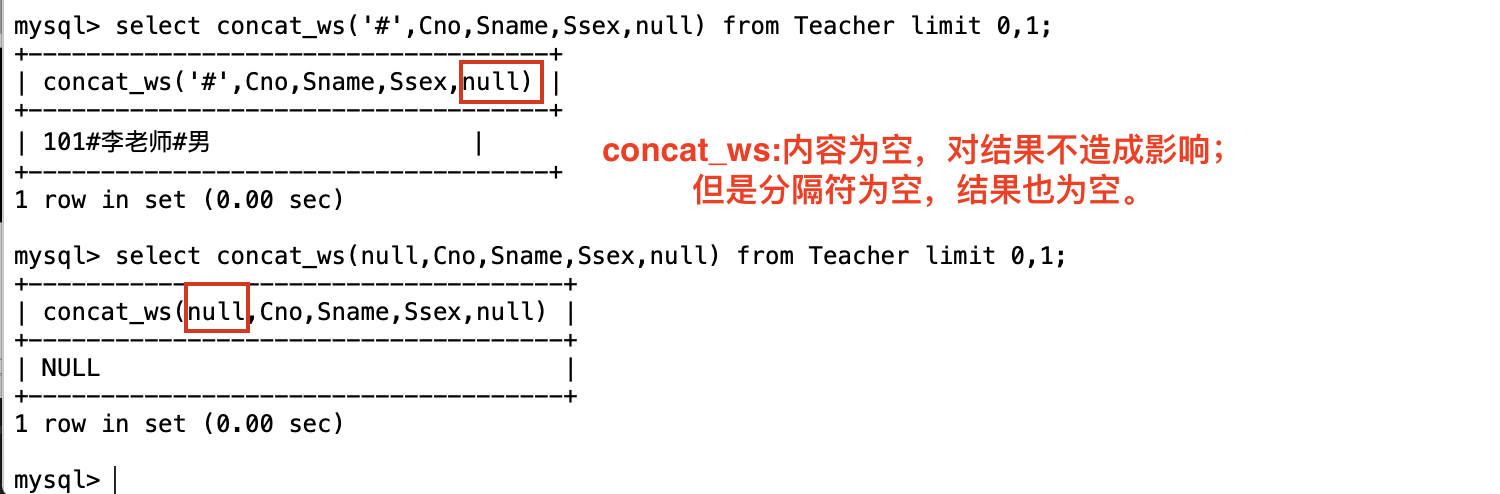 mysql> select concat_ws('#',Cno,Sname,Ssex,null) from Teacher limit 0,1;
+------------------------------------+
| concat_ws('#',Cno,Sname,Ssex,null) |
+------------------------------------+
| 101#李老师#男                  |
+------------------------------------+
1 row in set (0.00 sec)
concat_ws:内容为空，对结果不造成影响；
但是分隔符为空，结果也为空。
mysql> select concat_ws(null,Cno,Sname,Ssex,null) from Teacher limit 0,1;
+-------------------------------------+
| concat_ws(null,Cno,Sname,Ssex,null) |
+-------------------------------------+
| NULL                                |
+-------------------------------------+
1 row in set (0.00 sec)
mysql>